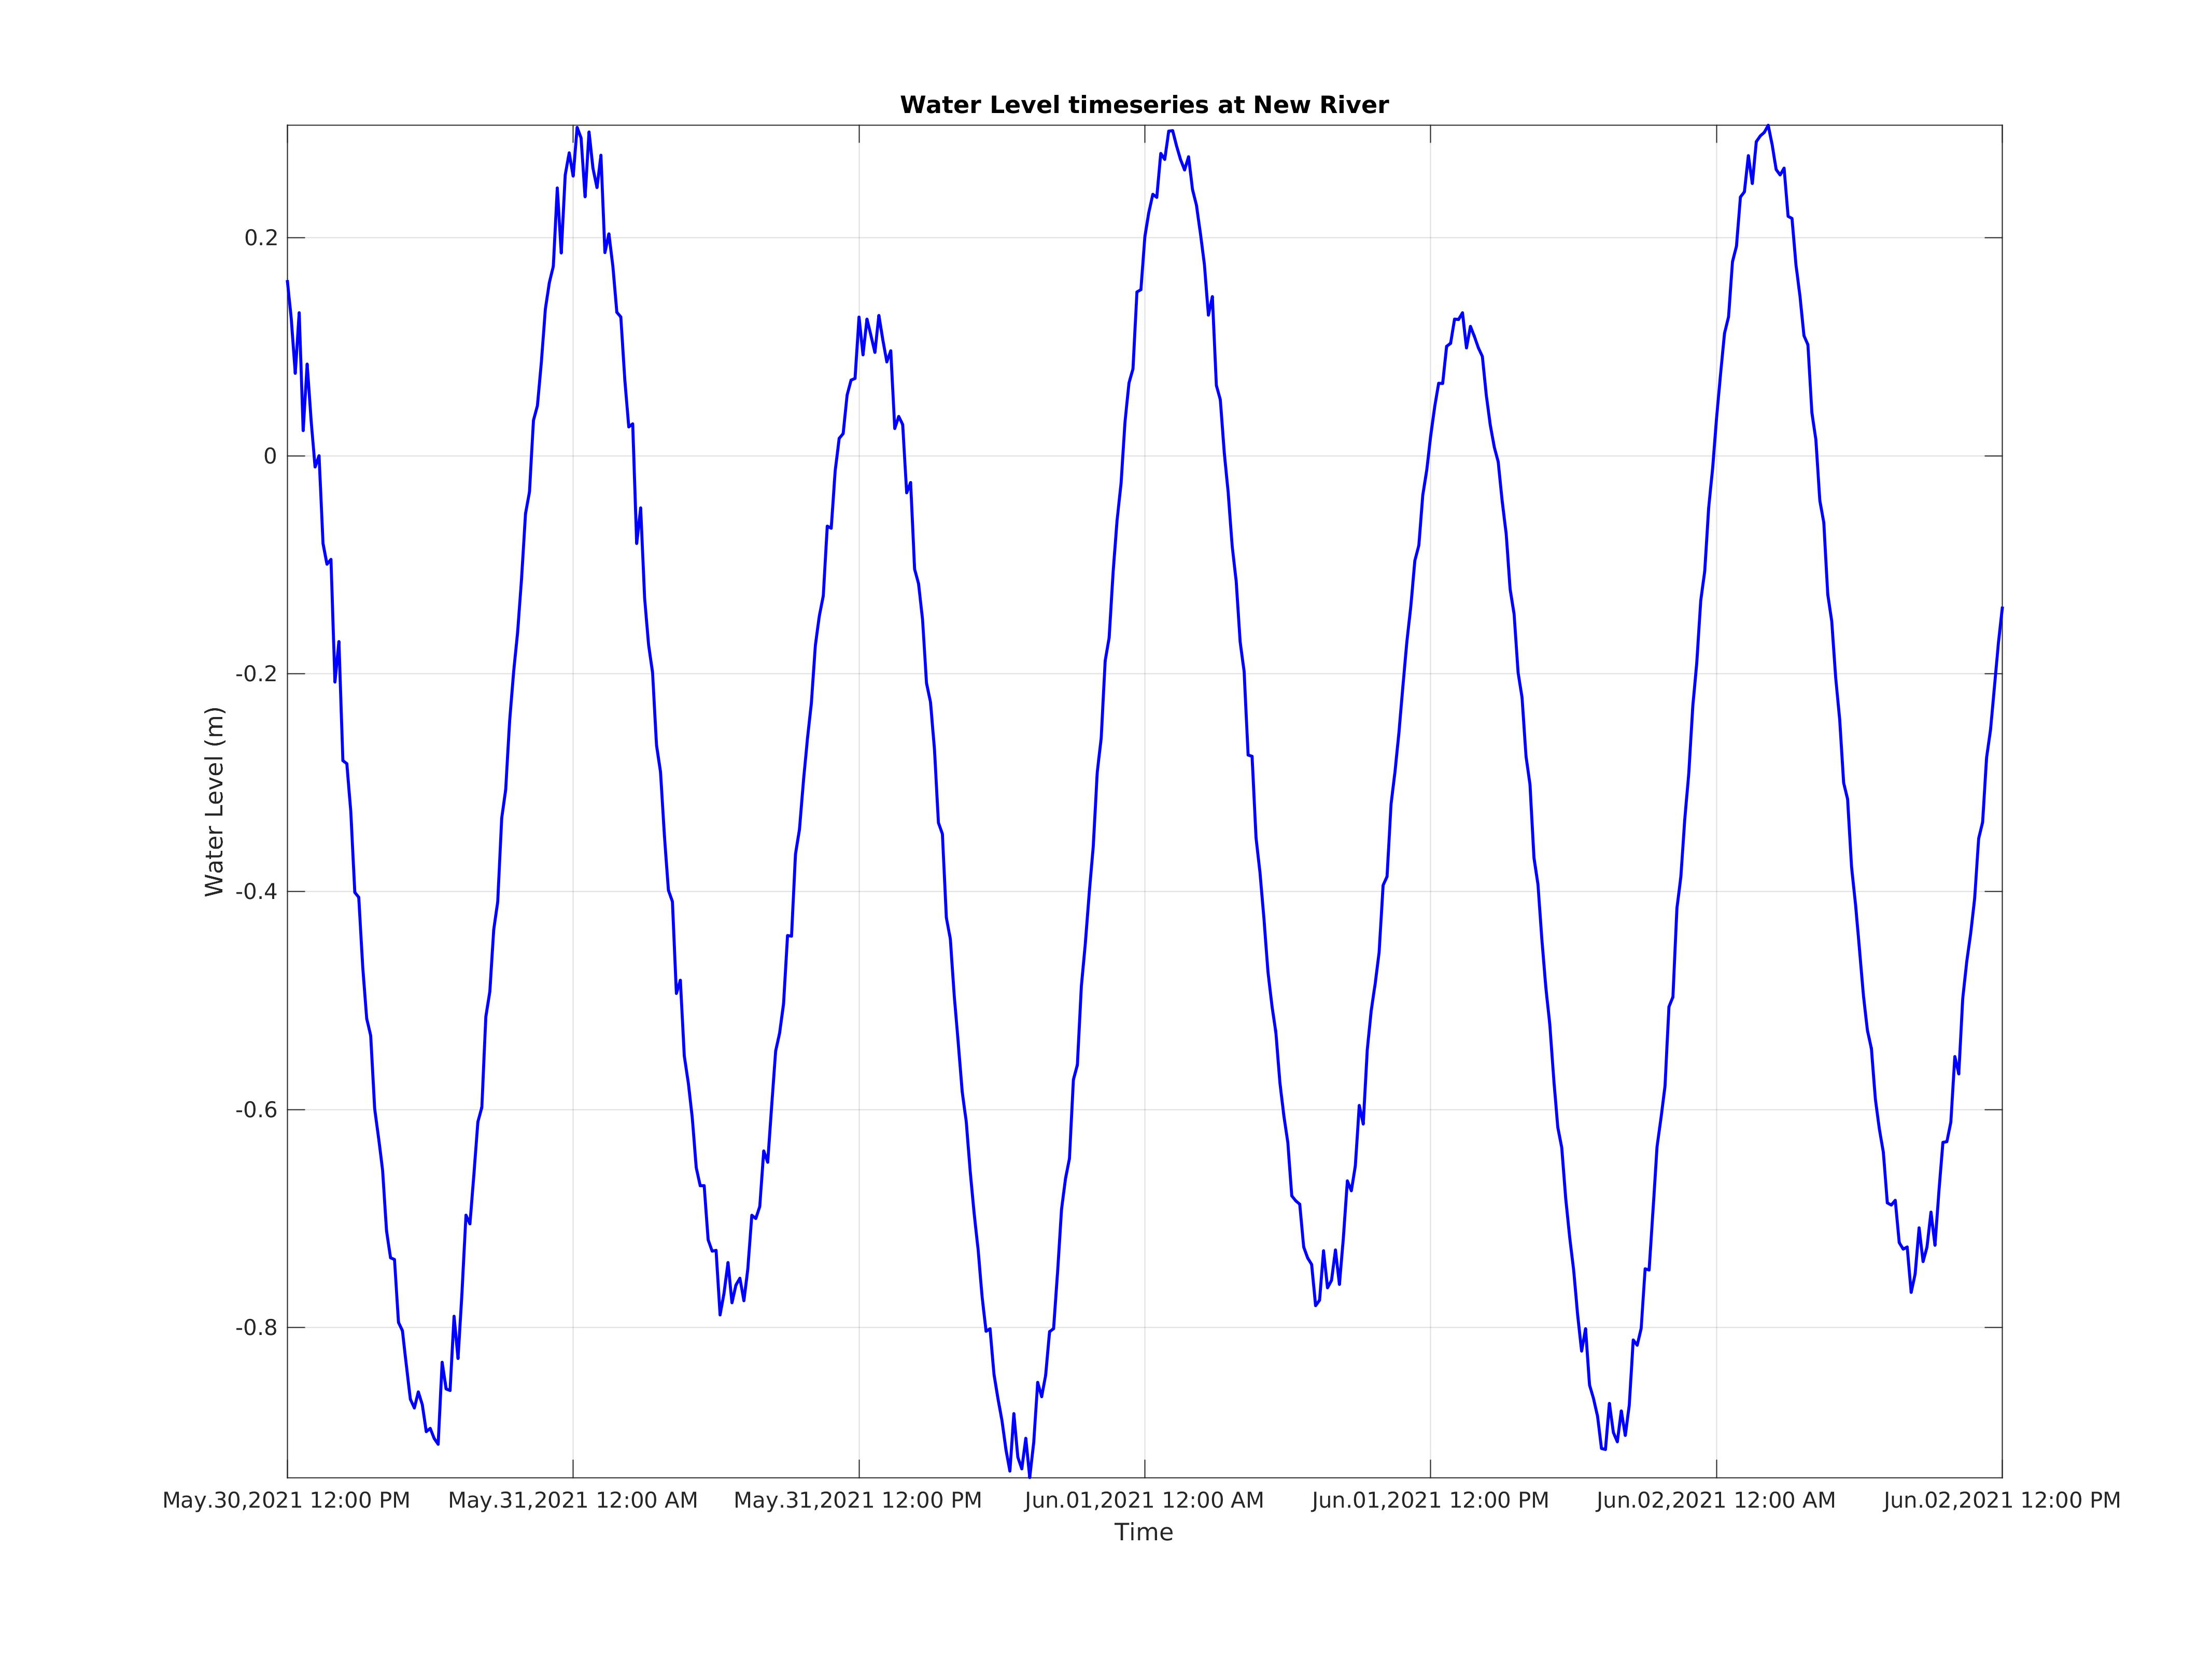 Water Level timeseries at New River
0.2
0
-0.2
-0.4
-0.6
-0.8
Water Level (m)
May.30,2021 12:00 PM May.31,2021 12:00 AM May.31,2021 12:00 PM Jun.01,2021 12:00 AM Jun.01,2021 12:00 PM Jun.02,2021 12:00 AM Jun.02,2021 12:00 PM
Time